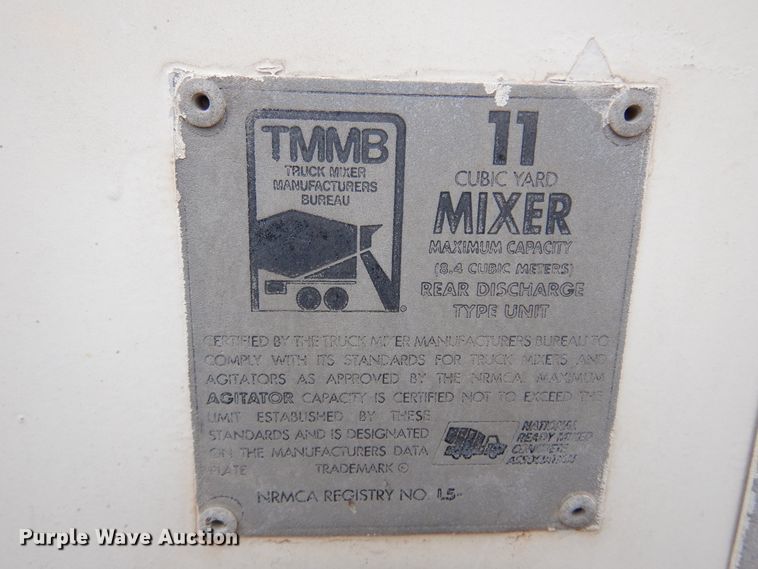 TMMB
TRUCK MIXER
MANUFACTURERS
BUREAU
11
CUBIC YARD
MIXER
MAXIMUM CAPACITY
(8.4 CUBIC METERS)
REAR DISCHARGE
TYPE UNIT
CERTIFIED BY THE TRUCK MIXER MANUFACTURERS BUREAU TO
COMPLY WITH ITS STANDARDS FOR TRUCK MIXERS AND
AGITATORS AS APPROVED BY THE NRMCA. MAXIMUM
AGITATOR CAPACITY IS CERTIFIED NOT TO EXCEED THE
LIMIT ESTABLISHED BY THESE
STANDARDS AND IS DESIGNATED
ON THE MANUFACTURERS DATA
PLATE TRADEMARK ©
NATIONAL
READY MIXED
CONCRETE
ASSOCIATION
NRMCA REGISTRY NO. L5-
Purple Wave Auction